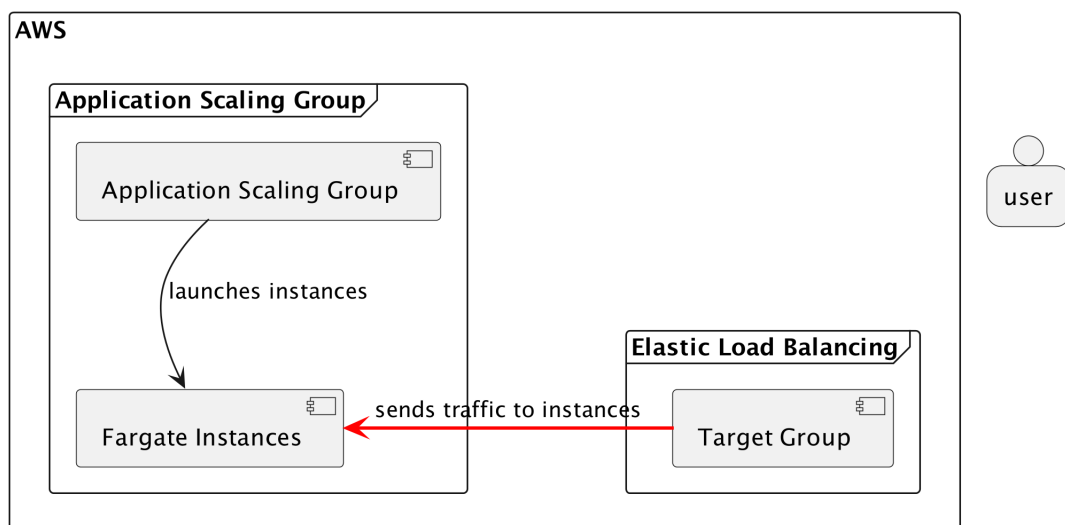 AWS
Application Scaling Group
Application Scaling Group
user
launches instances
Elastic Load Balancing
sends traffic to instances
Fargate Instances
Target Group